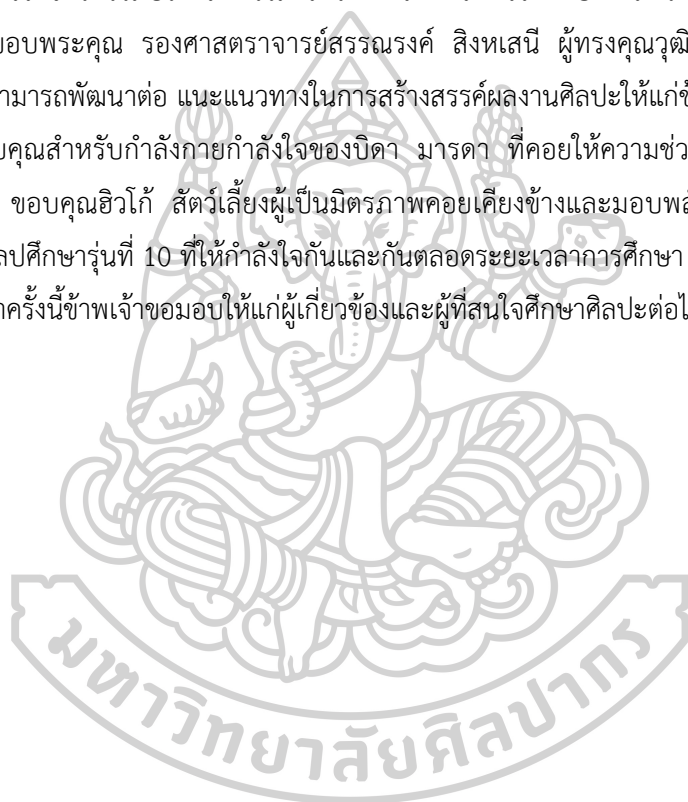 อบพระคุณ รองศาสตราจารย์สรรณรงค์ สิงหเสนี ผู้ทรงคุณวุฒิ
ามารถพัฒนาต่อ แนะแนวทางในการสร้างสรรค์ผลงานศิลปะให้แก่ข้
บคุณสำหรับกำลังกายกำลังใจของบิดา มารดา ที่คอยให้ความช่ว
ขอบคุณฮิวโก้ สัตว์เลี้ยงผู้เป็นมิตรภาพคอยเคียงข้างและมอบพลั
ลปศึกษารุ่นที่ 10 ที่ให้กำลังใจกันและกันตลอดระยะเวลาการศึกษา
าครั้งนี้ข้าพเจ้าขอมอบให้แก่ผู้เกี่ยวข้องและผู้ที่สนใจศึกษาศิลปะต่อไ
มหาวิทยาลัยศิลปากร